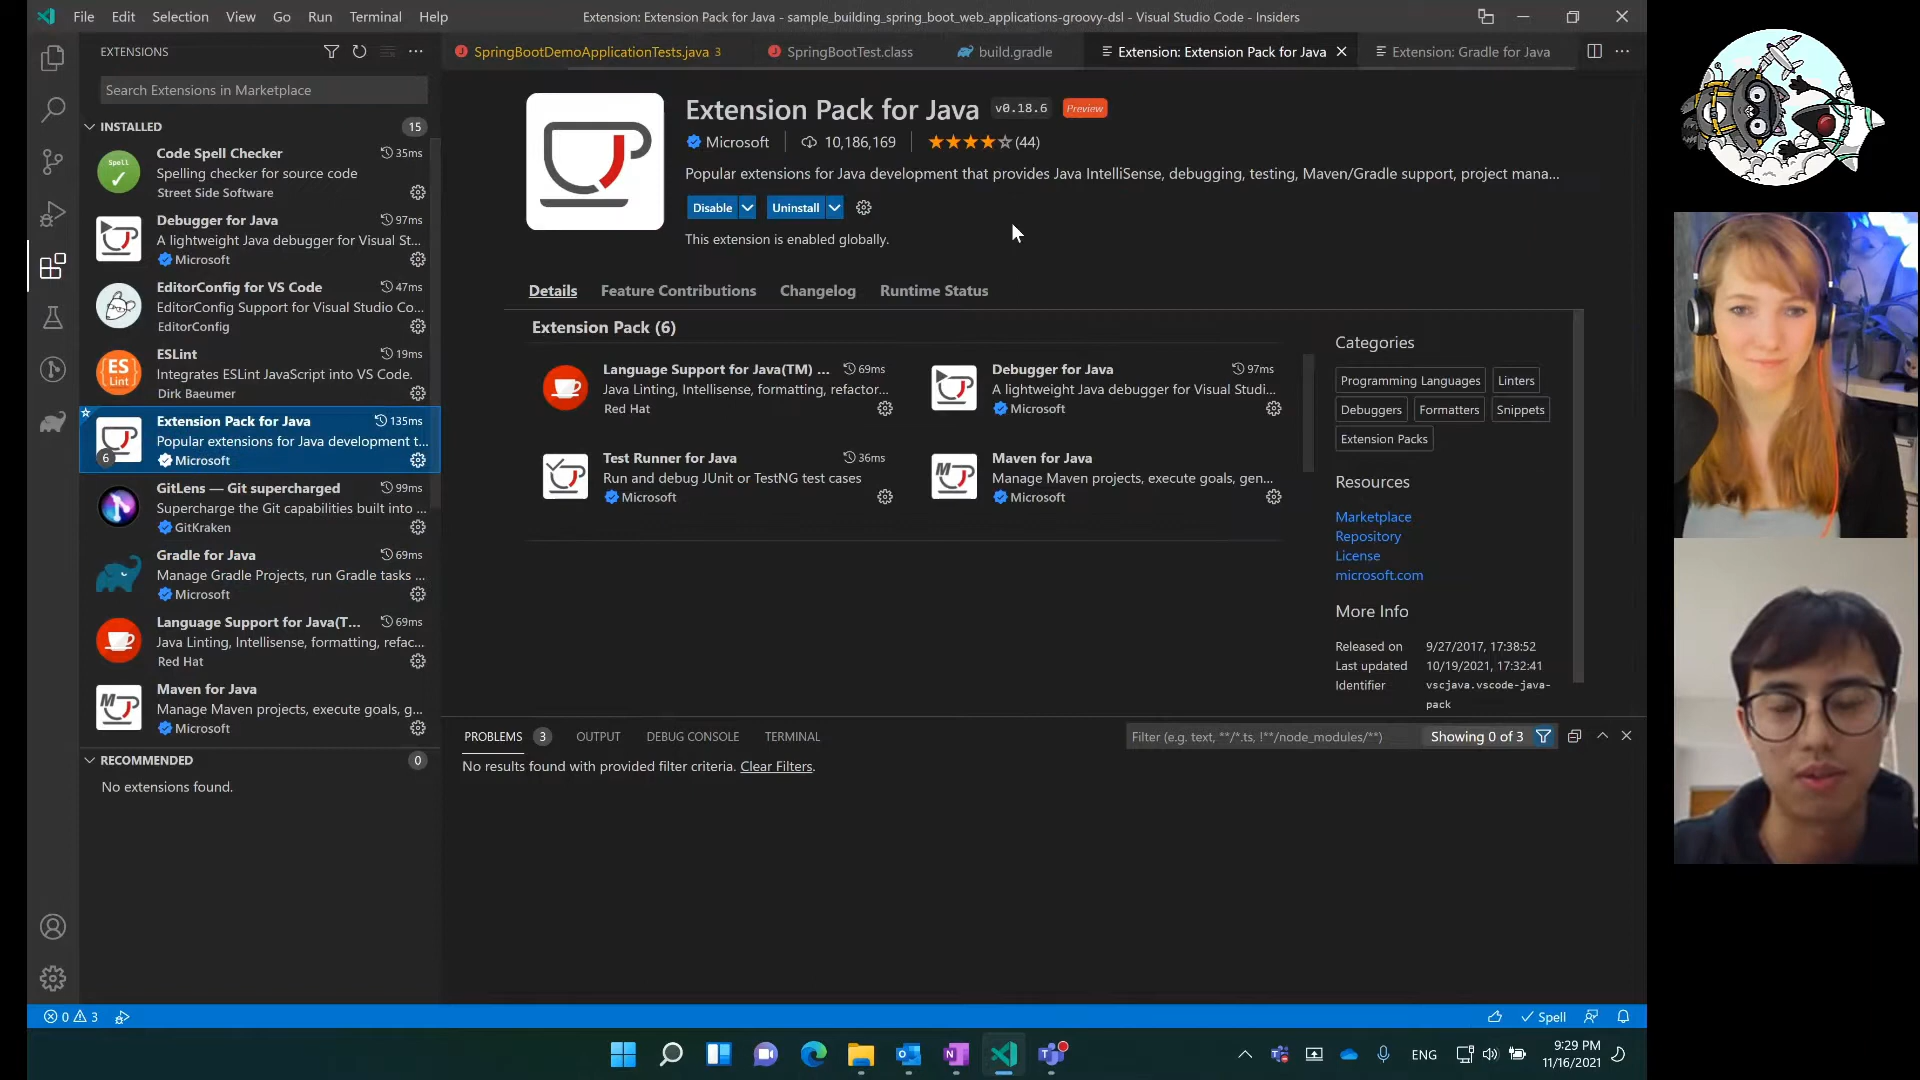 File Edit Selection View Go Run Terminal Help
Extension: Extension Pack for Java - sample_building_spring_boot_web_applications-groovy-dsl - Visual Studio Code - Insiders
EXTENSIONS
Search Extensions in Marketplace
INSTALLED 15
Code Spell Checker 35ms
Spelling checker for source code
Street Side Software
Debugger for Java 97ms
A lightweight Java debugger for Visual St...
Microsoft
EditorConfig for VS Code 47ms
EditorConfig Support for Visual Studio Co...
EditorConfig
ESLint 19ms
Integrates ESLint JavaScript into VS Code.
Dirk Baeumer
Extension Pack for Java 135ms
Popular extensions for Java development t...
6 Microsoft
GitLens — Git supercharged 99ms
Supercharge the Git capabilities built into ...
GitKraken
Gradle for Java 69ms
Manage Gradle Projects, run Gradle tasks ...
Microsoft
Language Support for Java(T... 69ms
Java Linting, Intellisense, formatting, refac...
Red Hat
Maven for Java 69ms
Manage Maven projects, execute goals, g...
Microsoft
RECOMMENDED 0
No extensions found.
SpringBootDemoApplicationTests.java 3 SpringBootTest.class build.gradle Extension: Extension Pack for Java Extension: Gradle for Java
Extension Pack for Java v0.18.6 Preview
Microsoft 10,186,169 (44)
Popular extensions for Java development that provides Java IntelliSense, debugging, testing, Maven/Gradle support, project mana...
Disable Uninstall
This extension is enabled globally.
Details Feature Contributions Changelog Runtime Status
Extension Pack (6)
Language Support for Java(TM) ... 69ms
Java Linting, Intellisense, formatting, refactor...
Red Hat
Debugger for Java 97ms
A lightweight Java debugger for Visual Studi...
Microsoft
Test Runner for Java 36ms
Run and debug JUnit or TestNG test cases
Microsoft
Maven for Java
Manage Maven projects, execute goals, gen...
Microsoft
Categories
Programming Languages Linters
Debuggers Formatters Snippets
Extension Packs
Resources
Marketplace
Repository
License
microsoft.com
More Info
Released on 9/27/2017, 17:38:52
Last updated 10/19/2021, 17:32:41
Identifier vscjava.vscode-java-
pack
PROBLEMS 3 OUTPUT DEBUG CONSOLE TERMINAL
Filter (e.g. text, **/*.ts, !**/node_modules/**) Showing 0 of 3
No results found with provided filter criteria. Clear Filters.
0 3 Spell
ENG
9:29 PM
11/16/2021